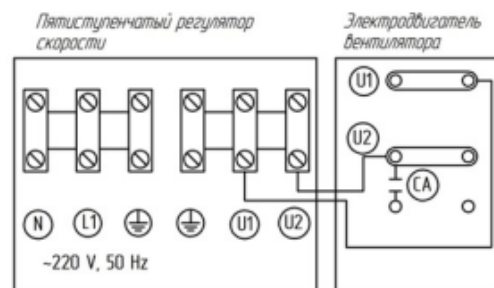 Пятиступенчатый регулятор
скорости
Электродвигатель
вентилятора
U1
U2
CA
N L1 U1 U2
~220 V, 50 Hz